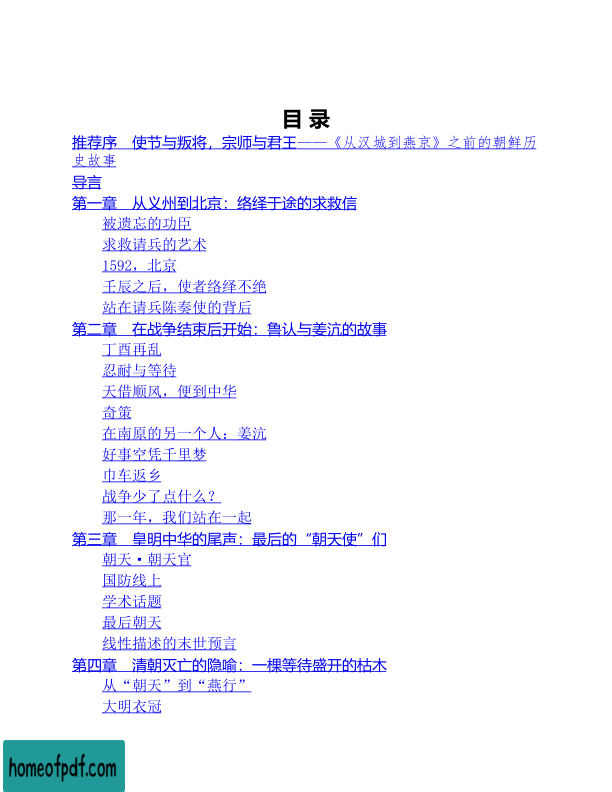 目 录
推荐序　使节与叛将，宗师与君王——《从汉城到燕京》之前的朝鲜历
史故事
导言
第一章　从义州到北京：络绎于途的求救信
被遗忘的功臣
求救请兵的艺术
1592，北京
壬辰之后，使者络绎不绝
站在请兵陈奏使的背后
第二章　在战争结束后开始：鲁认与姜沆的故事
丁酉再乱
忍耐与等待
天借顺风，便到中华
奇策
在南原的另一个人：姜沆
好事空凭千里梦
巾车返乡
战争少了点什么？
那一年，我们站在一起
第三章　皇明中华的尾声：最后的“朝天使”们
朝天·朝天官
国防线上
学术话题
最后朝天
线性描述的末世预言
第四章　清朝灭亡的隐喻：一棵等待盛开的枯木
从“朝天”到“燕行”
大明衣冠
homeofpdf.com